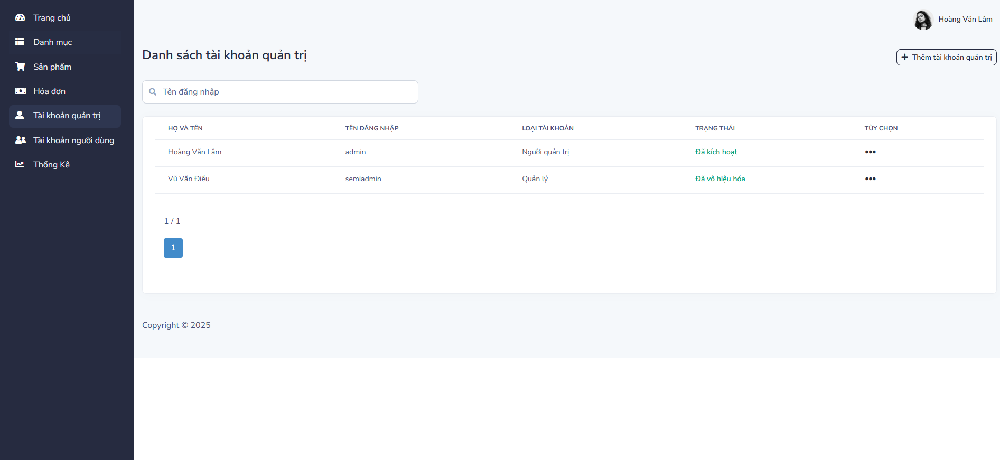 Trang chủ
Danh mục
Sản phẩm
Hóa đơn
Tài khoản quản trị
Tài khoản người dùng
Thống Kê
Hoàng Văn Lâm
Danh sách tài khoản quản trị
Thêm tài khoản quản trị
Tên đăng nhập
HỌ VÀ TÊN TÊN ĐĂNG NHẬP LOẠI TÀI KHOẢN TRẠNG THÁI TÙY CHỌN
Hoàng Văn Lâm admin Người quản trị Đã kích hoạt
Vũ Văn Điều semiadmin Quản lý Đã vô hiệu hóa
1 / 1
1
Copyright © 2025